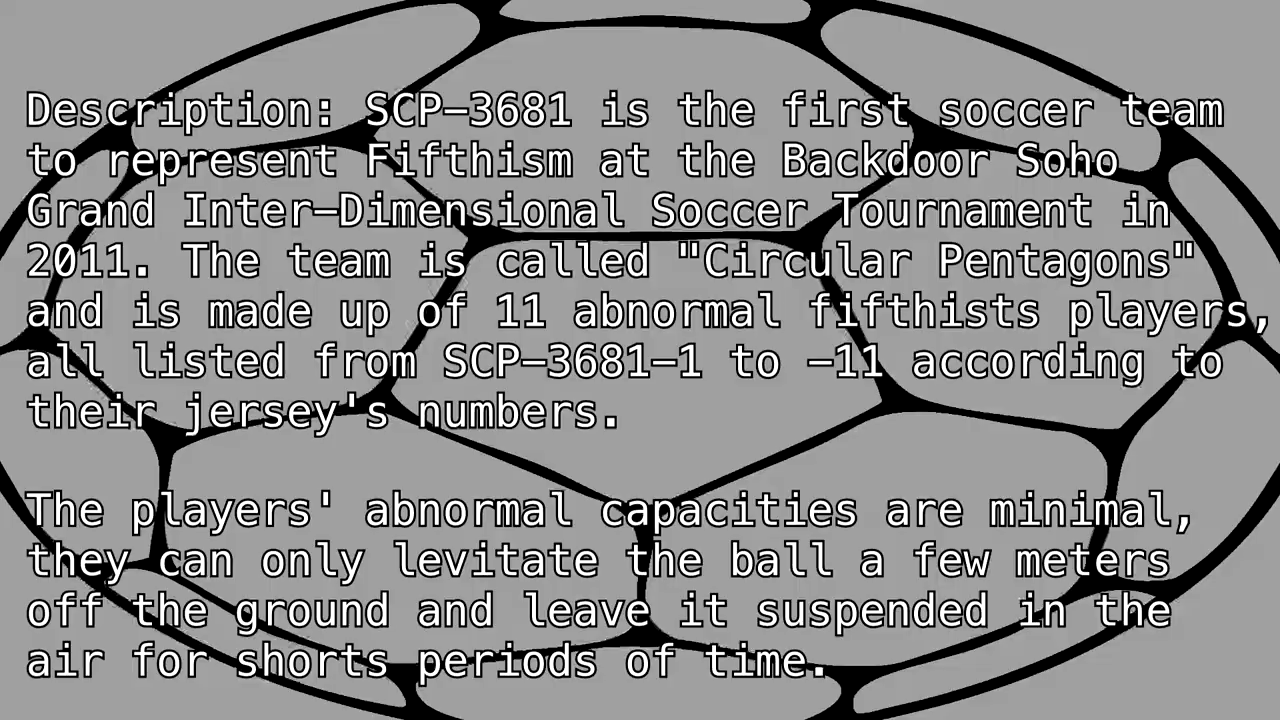 Description: SCP–3681 is the first soccer team
to represent Fifthism at the Backdoor Soho
Grand Inter–Dimensional Soccer Tournament in
2011. The team is called "Circular Pentagons"
and is made up of 11 abnormal fifthists players,
all listed from SCP–3681–1 to –11 according to
their jersey's numbers.
The players' abnormal capacities are minimal,
they can only levitate the ball a few meters
off the ground and leave it suspended in the
air for shorts periods of time.